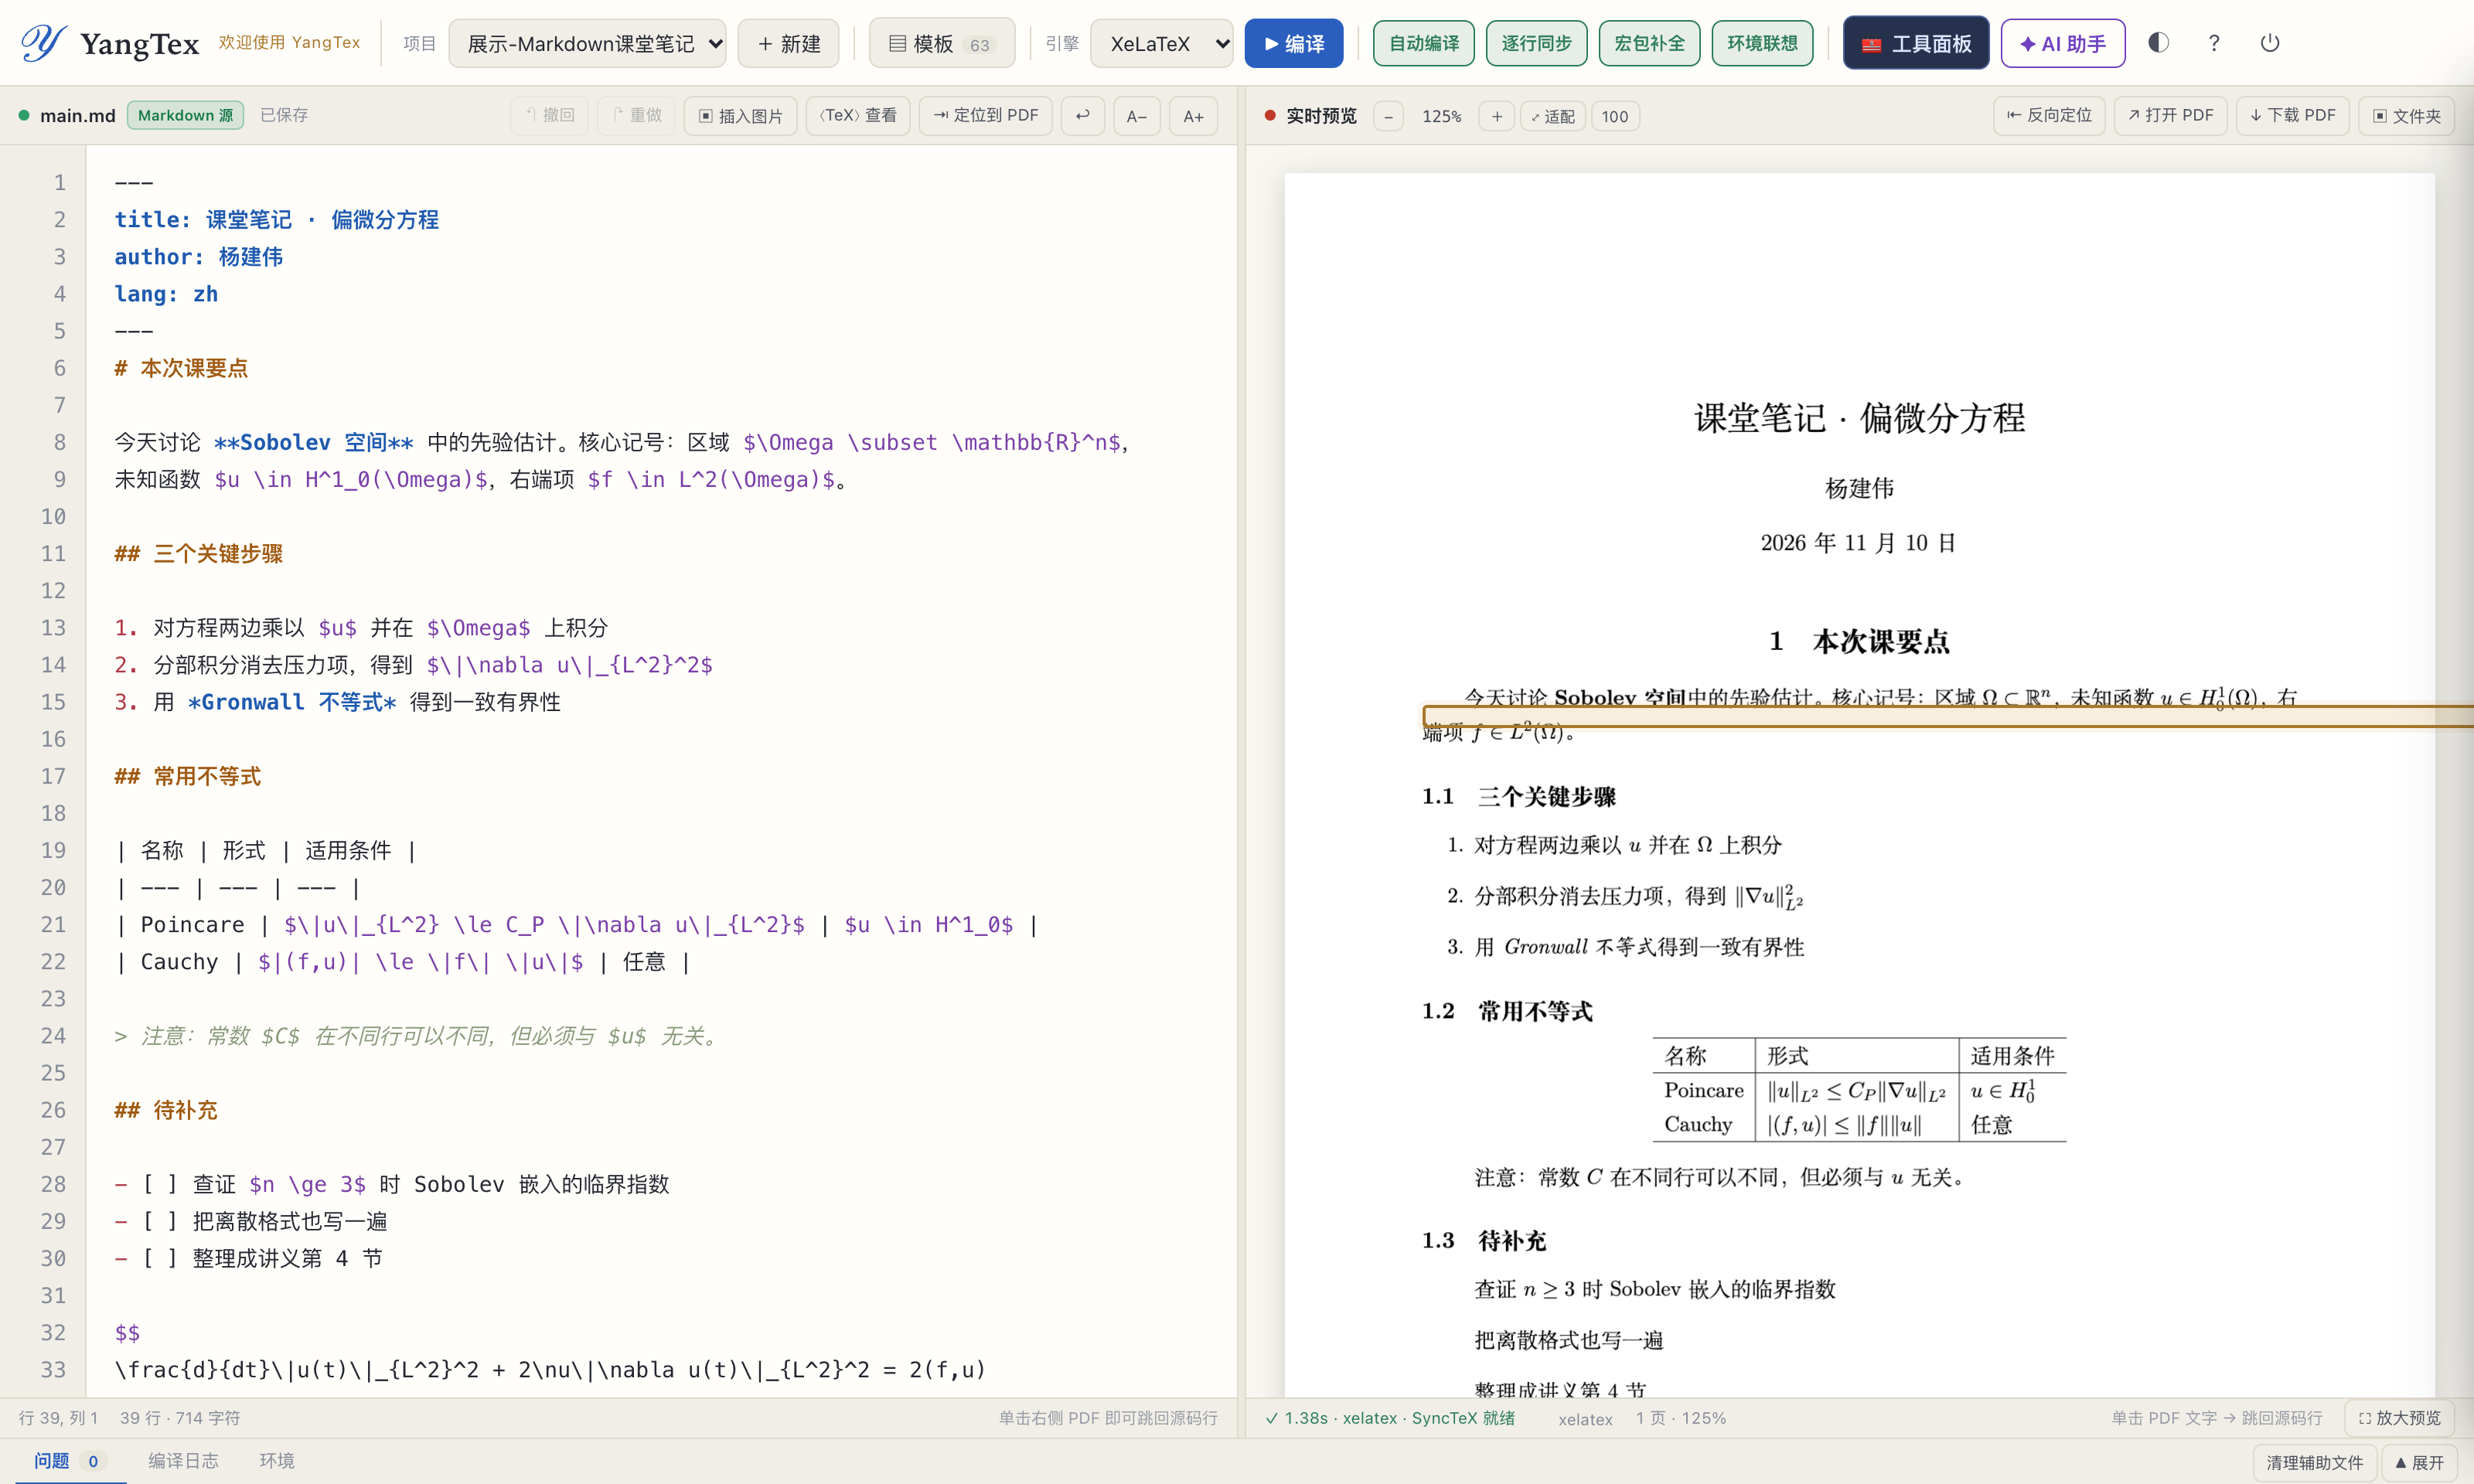 YangTex 欢迎使用 YangTex 项目 展示-Markdown课堂笔记 + 新建 模板 63 引擎 XeLaTeX 编译 自动编译 逐行同步 宏包补全 环境联想 工具面板 AI 助手 ?
main.md Markdown 源 已保存 撤回 重做 插入图片 〈TeX〉查看 定位到 PDF A− A+
1 ---
2 title: 课堂笔记 · 偏微分方程
3 author: 杨建伟
4 lang: zh
5 ---
6 # 本次课要点
7
8 今天讨论 **Sobolev 空间** 中的先验估计。核心记号：区域 $\Omega \subset \mathbb{R}^n$，
9 未知函数 $u \in H^1_0(\Omega)$，右端项 $f \in L^2(\Omega)$。
10
11 ## 三个关键步骤
12
13 1. 对方程两边乘以 $u$ 并在 $\Omega$ 上积分
14 2. 分部积分消去压力项，得到 $\|\nabla u\|_{L^2}^2$
15 3. 用 *Gronwall 不等式* 得到一致有界性
16
17 ## 常用不等式
18
19 | 名称 | 形式 | 适用条件 |
20 | --- | --- | --- |
21 | Poincare | $\|u\|_{L^2} \le C_P \|\nabla u\|_{L^2}$ | $u \in H^1_0$ |
22 | Cauchy | $|(f,u)| \le \|f\| \|u\|$ | 任意 |
23
24 > 注意：常数 $C$ 在不同行可以不同，但必须与 $u$ 无关。
25
26 ## 待补充
27
28 - [ ] 查证 $n \ge 3$ 时 Sobolev 嵌入的临界指数
29 - [ ] 把离散格式也写一遍
30 - [ ] 整理成讲义第 4 节
31
32 $$
33 \frac{d}{dt}\|u(t)\|_{L^2}^2 + 2\nu\|\nabla u(t)\|_{L^2}^2 = 2(f,u)
行 39, 列 1 39 行 · 714 字符 单击右侧 PDF 即可跳回源码行
实时预览 − 125% + 适配 100 反向定位 打开 PDF 下载 PDF 文件夹
课堂笔记 · 偏微分方程
杨建伟
2026 年 11 月 10 日
1 本次课要点
今天讨论 Sobolev 空间中的先验估计。核心记号：区域 Ω ⊂ ℝⁿ，未知函数 u ∈ H¹₀(Ω)，右
端项 f ∈ L²(Ω)。
1.1 三个关键步骤
1. 对方程两边乘以 u 并在 Ω 上积分
2. 分部积分消去压力项，得到 ‖∇u‖²_{L²}
3. 用 Gronwall 不等式得到一致有界性
1.2 常用不等式
名称 形式 适用条件
Poincare ‖u‖_{L²} ≤ C_P‖∇u‖_{L²} u ∈ H¹₀
Cauchy |(f, u)| ≤ ‖f‖‖u‖ 任意
注意：常数 C 在不同行可以不同，但必须与 u 无关。
1.3 待补充
查证 n ≥ 3 时 Sobolev 嵌入的临界指数
把离散格式也写一遍
整理成讲义第 4 节
✓ 1.38s · xelatex · SyncTeX 就绪 xelatex 1 页 · 125% 单击 PDF 文字 → 跳回源码行 放大预览
问题 0 编译日志 环境 清理辅助文件 ▲ 展开